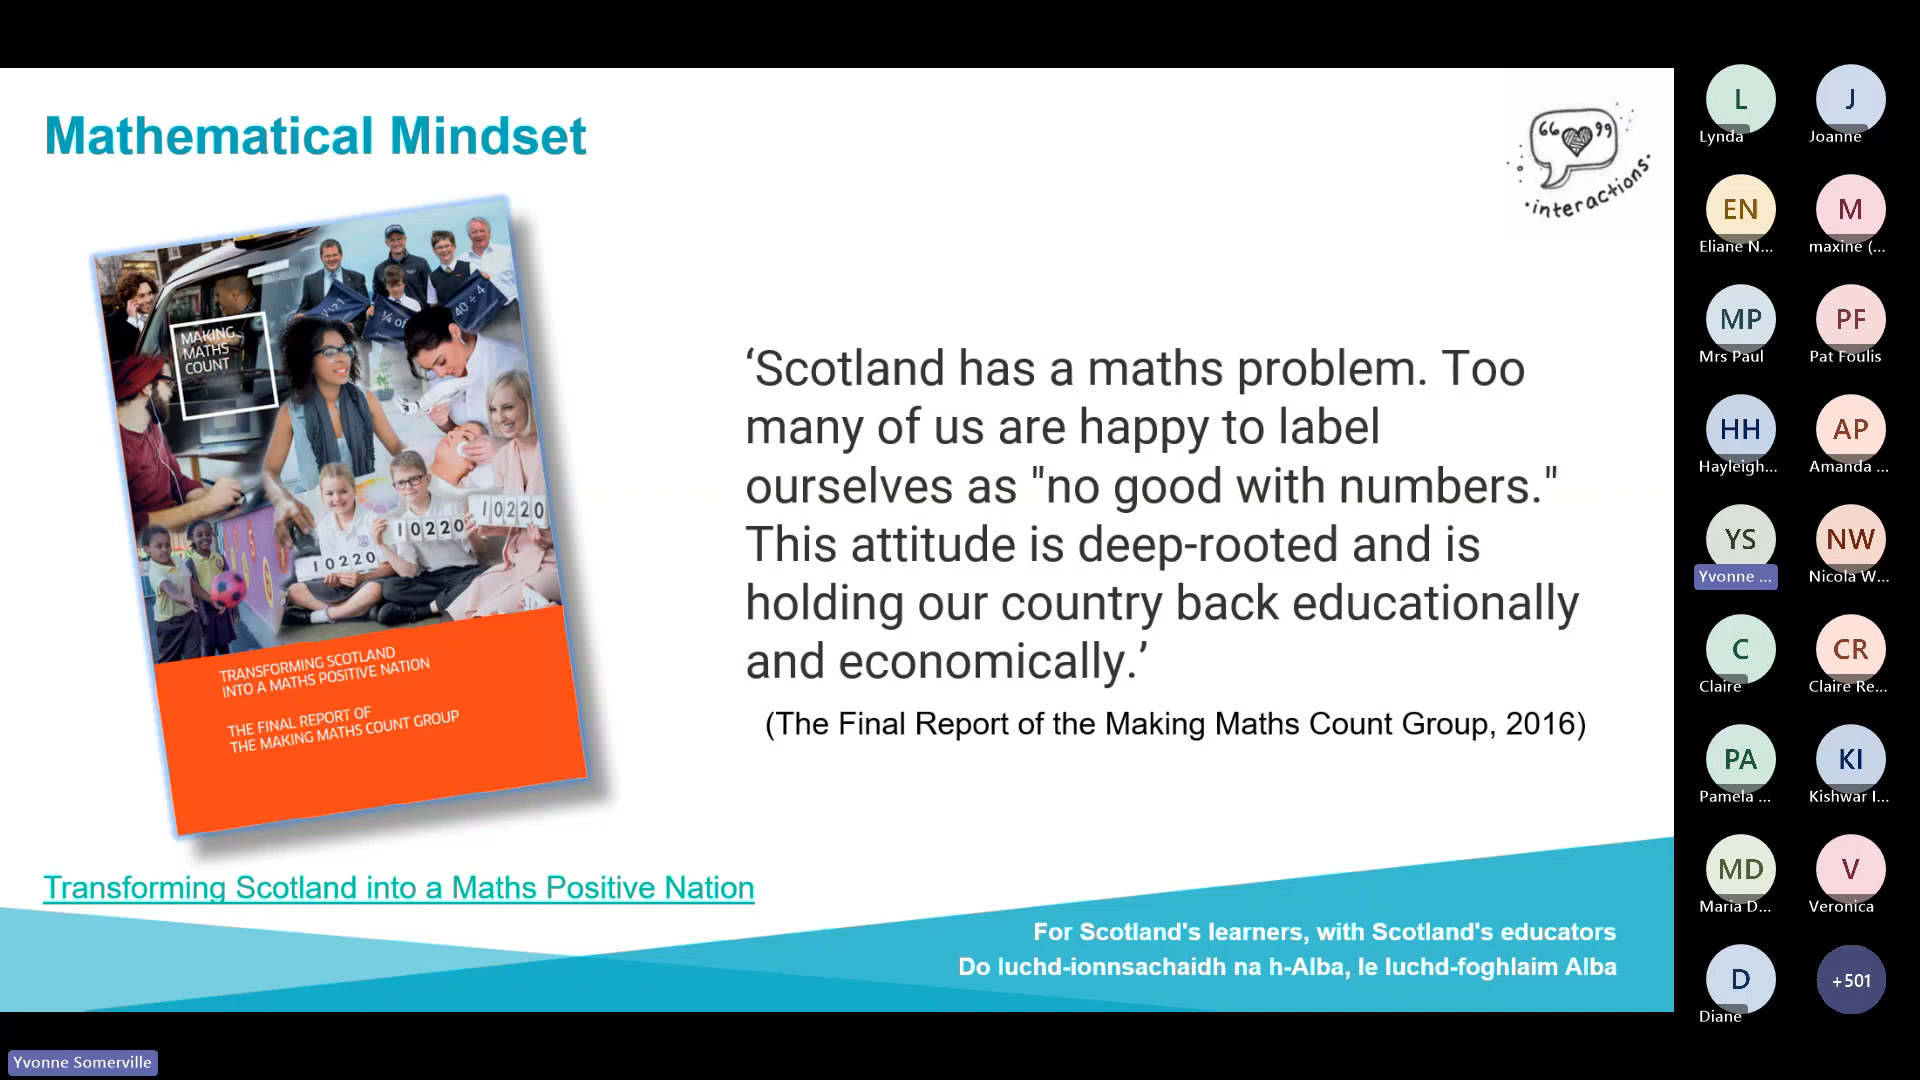 Mathematical Mindset
“ ”
interactions
MAKING
MATHS
COUNT
¼ of
40 ÷ 4
10220
10220
10220
TRANSFORMING SCOTLAND
INTO A MATHS POSITIVE NATION
THE FINAL REPORT OF
THE MAKING MATHS COUNT GROUP
‘Scotland has a maths problem. Too
many of us are happy to label
ourselves as "no good with numbers."
This attitude is deep-rooted and is
holding our country back educationally
and economically.’
(The Final Report of the Making Maths Count Group, 2016)
Transforming Scotland into a Maths Positive Nation
For Scotland's learners, with Scotland's educators
Do luchd-ionnsachaidh na h-Alba, le luchd-foghlaim Alba
L
Lynda
J
Joanne
EN
Eliane N...
M
maxine (...
MP
Mrs Paul
PF
Pat Foulis
HH
Hayleigh...
AP
Amanda ...
YS
Yvonne ...
NW
Nicola W...
C
Claire
CR
Claire Re...
PA
Pamela ...
KI
Kishwar I...
MD
Maria D...
V
Veronica
D
Diane
+501
Yvonne Somerville